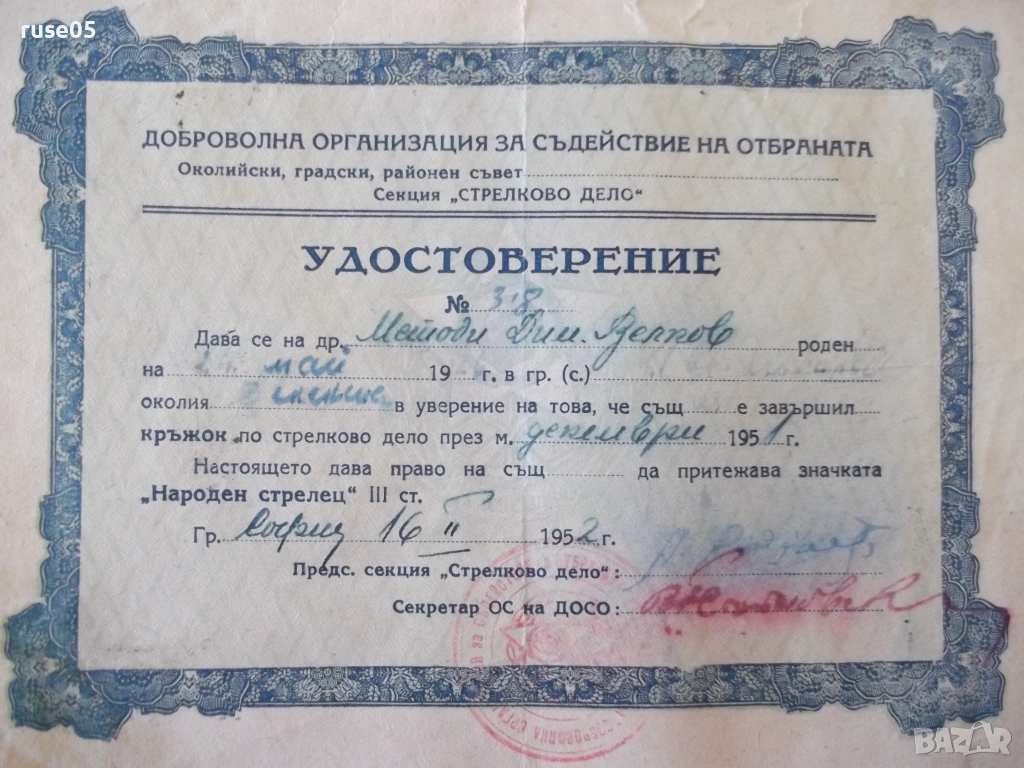 ruse05
ДОБРОВОЛНА ОРГАНИЗАЦИЯ ЗА СЪДЕЙСТВИЕ НА ОТБРАНАТА
Околийски, градски, районен съвет
Секция „СТРЕЛКОВО ДЕЛО“
УДОСТОВЕРЕНИЕ
№ 318
Дава се на др. Методи Дим. Велков роден
на май 19 г. в гр. (с.)
околия в уверение на това, че същ е завършил
кръжок по стрелково дело през м. декември 1951 г.
Настоящето дава право на същ да притежава значката
„Народен стрелец“ III ст.
Гр. София 16 II 1952 г.
Предс. секция „Стрелково дело“:
Секретар ОС на ДОСО:
BAZAR